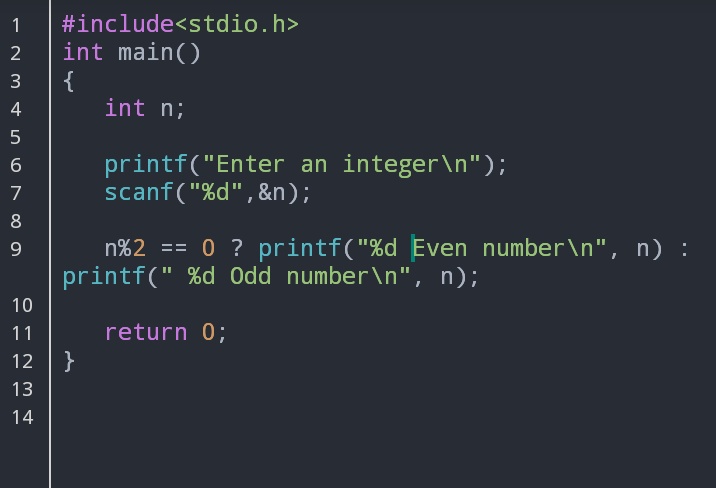 1 #include<stdio.h>
2 int main()
3 {
4    int n;
5
6    printf("Enter an integer\n");
7    scanf("%d",&n);
8
9    n%2 == 0 ? printf("%d Even number\n", n) :
printf(" %d Odd number\n", n);
10
11    return 0;
12 }
13
14